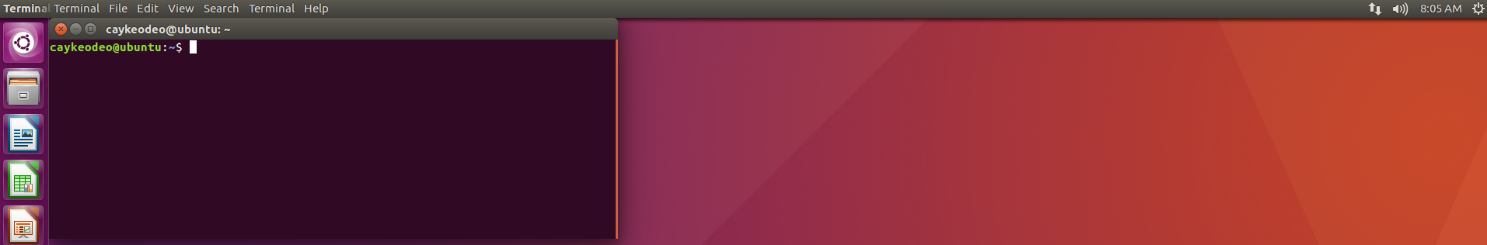 Terminal Terminal File Edit View Search Terminal Help 8:05 AM
caykeodeo@ubuntu: ~
caykeodeo@ubuntu:~$